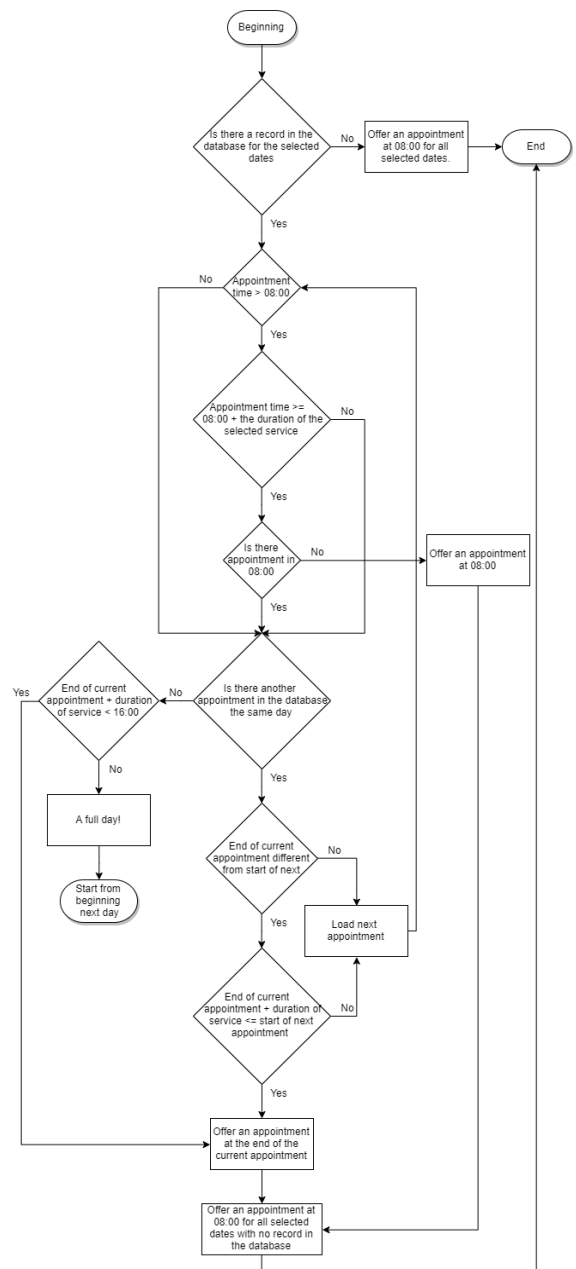 Beginning
Is there a record in the
database for the selected
dates
No
Offer an appointment
at 08:00 for all
selected dates.
End
Yes
No
Appointment
time > 08:00
Yes
Appointment time >=
08:00 + the duration of the
selected service
No
Yes
Is there
appointment in
08:00
No
Offer an appointment
at 08:00
Yes
Yes
End of current
appointment + duration
of service < 16:00
No
Is there another
appointment in the database
the same day
No
Yes
A full day!
Start from
beginning
next day
End of current
appointment different
from start of next
No
Yes
Load next
appointment
End of current
appointment + duration of
service <= start of next
appointment
No
Yes
Offer an appointment
at the end of the
current appointment
Offer an appointment at
08:00 for all selected
dates with no record in
the database